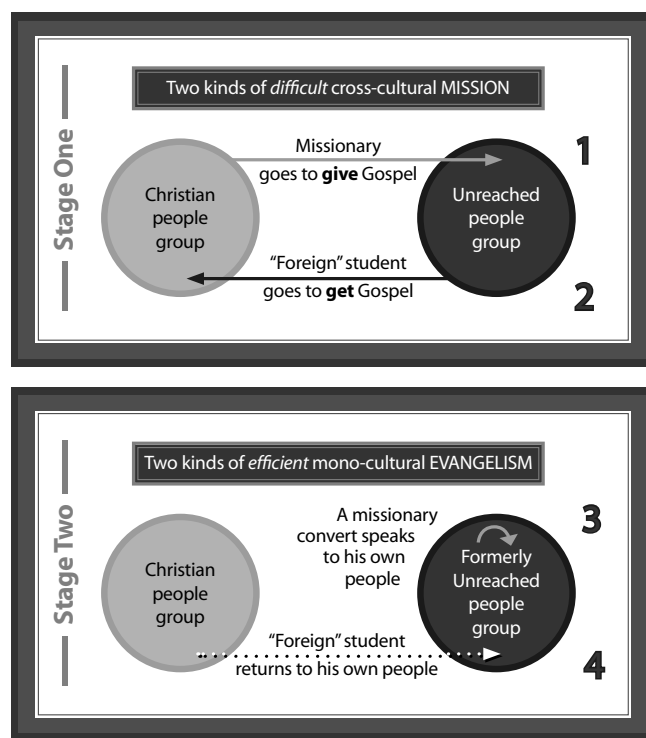 Two kinds of difficult cross-cultural MISSION
Stage One
Christian
people
group
Missionary
goes to give Gospel
Unreached
people
group
1
“Foreign” student
goes to get Gospel
2
Two kinds of efficient mono-cultural EVANGELISM
Stage Two
Christian
people
group
A missionary
convert speaks
to his own
people
Formerly
Unreached
people
group
3
“Foreign” student
returns to his own people
4